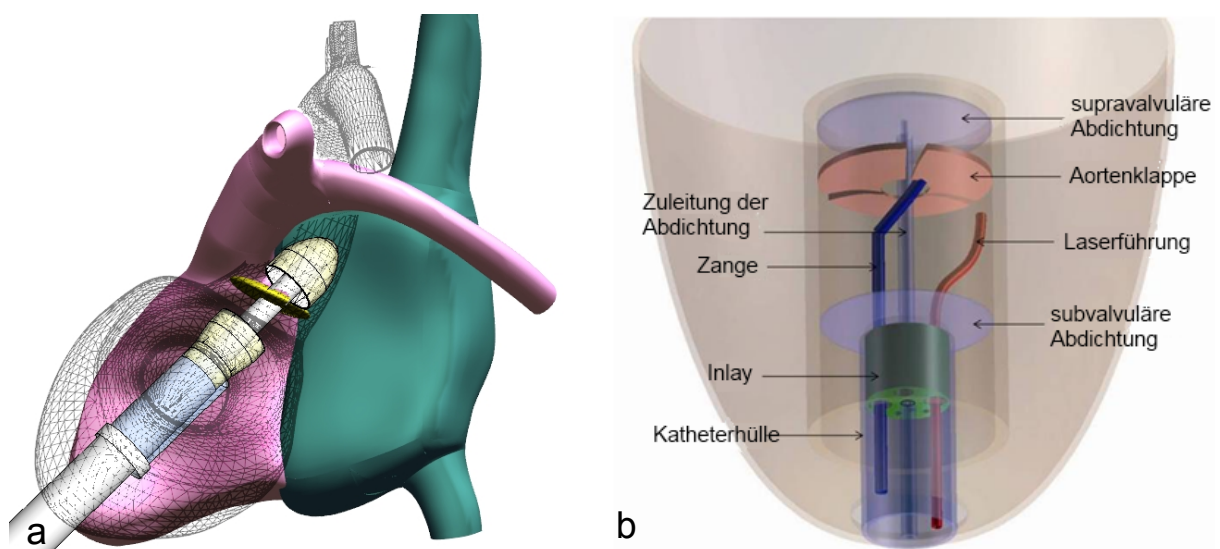 supravalvuläre
Abdichtung
Aortenklappe
Zuleitung der
Abdichtung
Laserführung
Zange
subvalvuläre
Abdichtung
Inlay
Katheterhülle
a
b